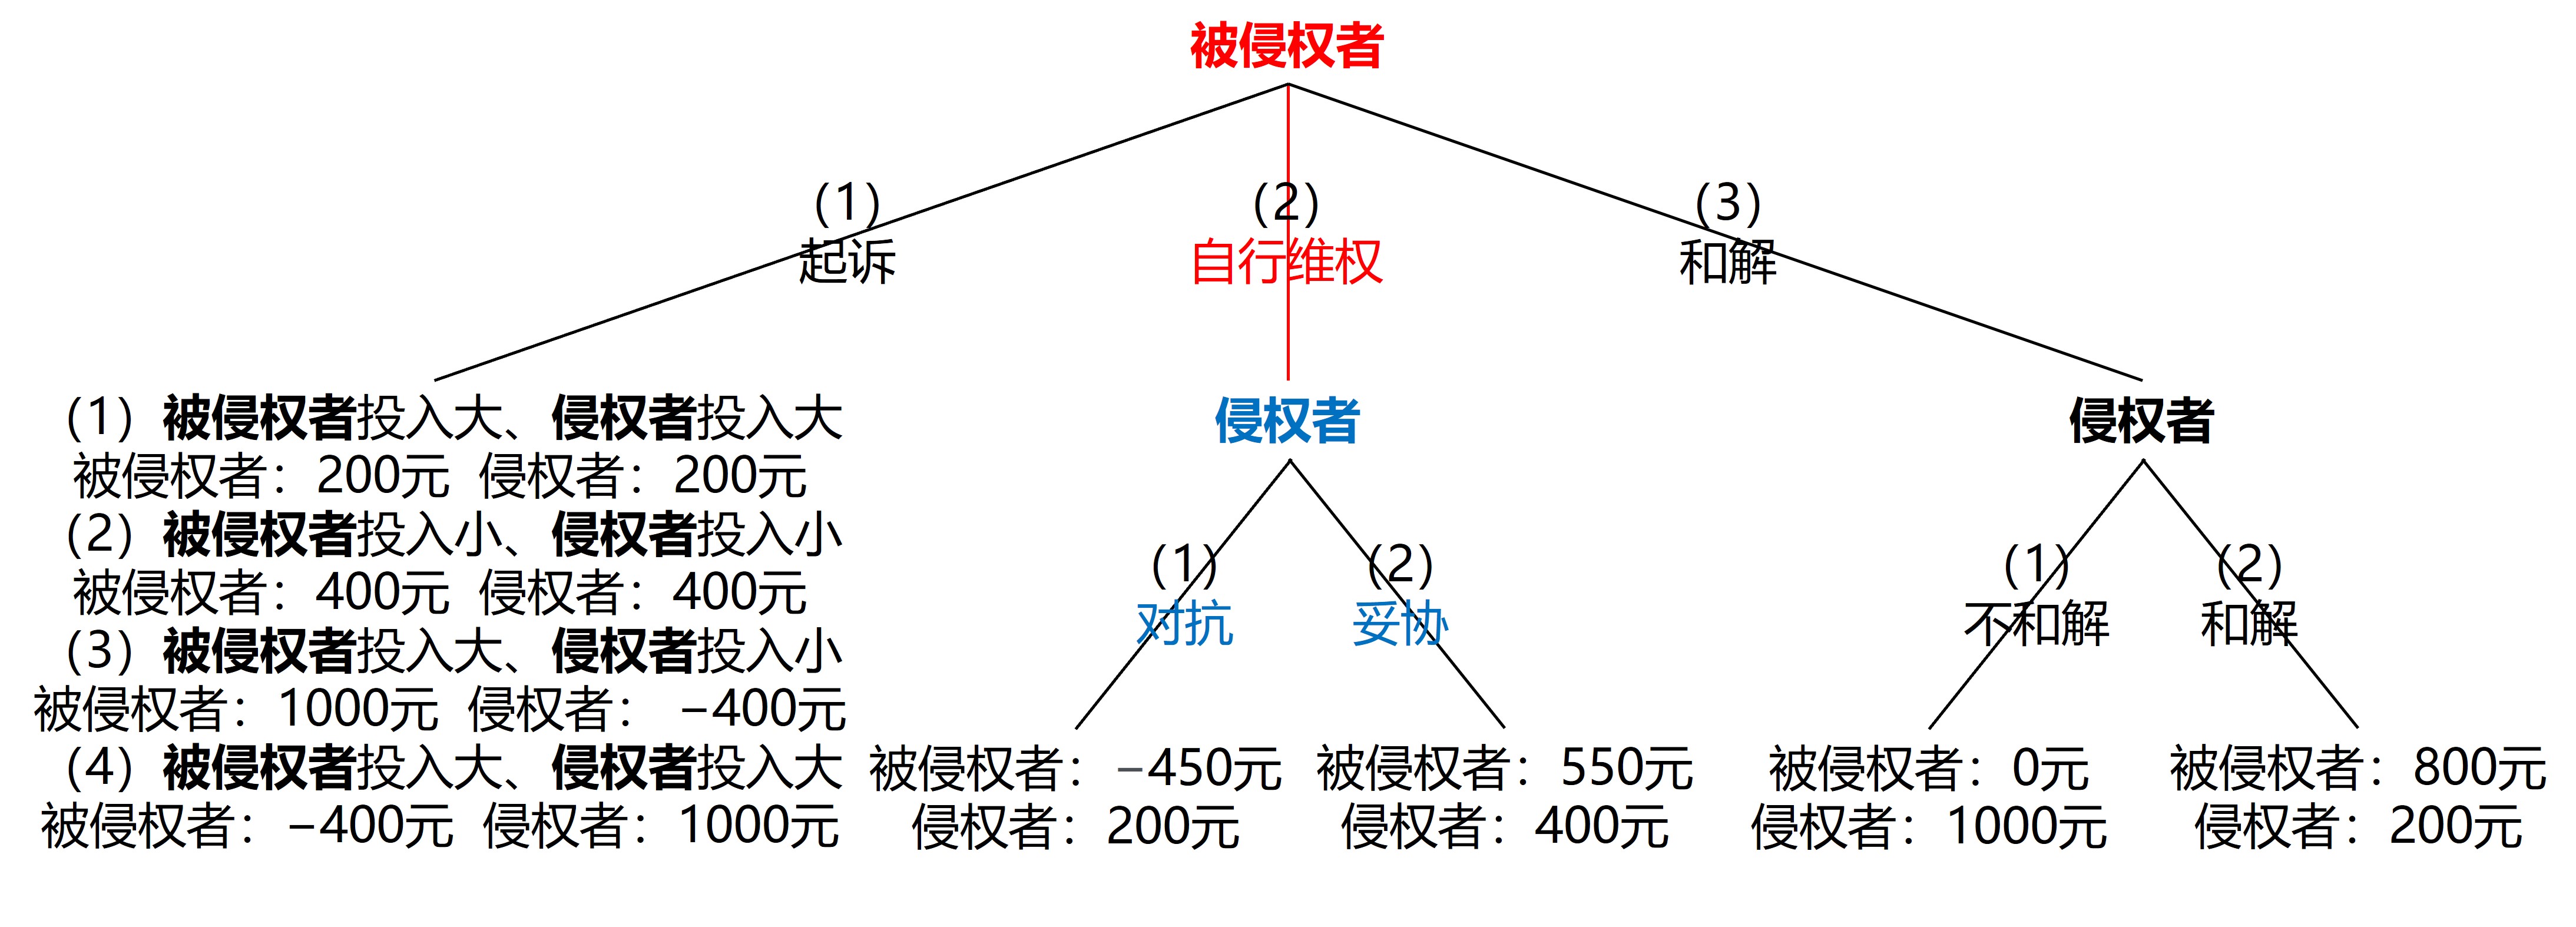 被侵权者
(1)
起诉
(2)
自行维权
(3)
和解
(1) 被侵权者投入大、侵权者投入大
被侵权者：200元 侵权者：200元
(2) 被侵权者投入小、侵权者投入小
被侵权者：400元 侵权者：400元
(3) 被侵权者投入大、侵权者投入小
被侵权者：1000元 侵权者： −400元
(4) 被侵权者投入大、侵权者投入大
被侵权者：−400元 侵权者：1000元
侵权者
(1)
对抗
(2)
妥协
被侵权者：−450元
侵权者：200元
被侵权者：550元
侵权者：400元
侵权者
(1)
不和解
(2)
和解
被侵权者：0元
侵权者：1000元
被侵权者：800元
侵权者：200元